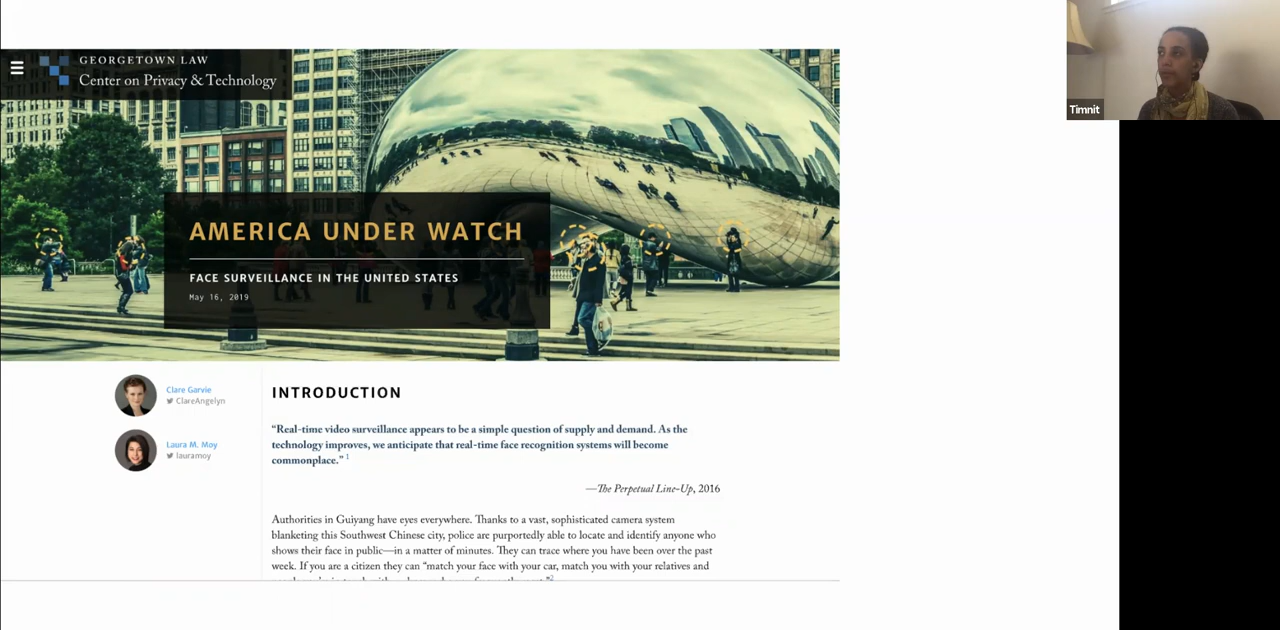 GEORGETOWN LAW
Center on Privacy & Technology
Timnit
AMERICA UNDER WATCH
FACE SURVEILLANCE IN THE UNITED STATES
May 16, 2019
Clare Garvie
ClareAngelyn
Laura M. Moy
lauramoy
INTRODUCTION
“Real-time video surveillance appears to be a simple question of supply and demand. As the
technology improves, we anticipate that real-time face recognition systems will become
commonplace.” 1
—The Perpetual Line-Up, 2016
Authorities in Guiyang have eyes everywhere. Thanks to a vast, sophisticated camera system
blanketing this Southwest Chinese city, police are purportedly able to locate and identify anyone who
shows their face in public—in a matter of minutes. They can trace where you have been over the past
week. If you are a citizen they can “match your face with your car, match you with your relatives and